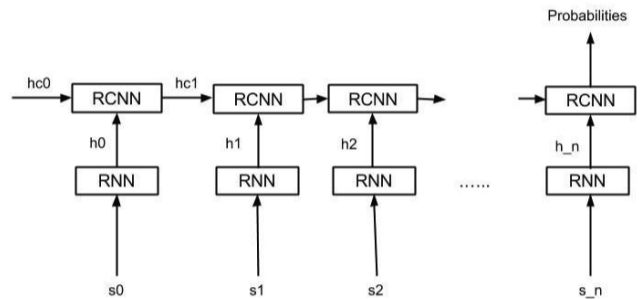 Probabilities
hc0 hc1
RCNN RCNN RCNN RCNN
h0 h1 h2 h_n
RNN RNN RNN ...... RNN
s0 s1 s2 s_n